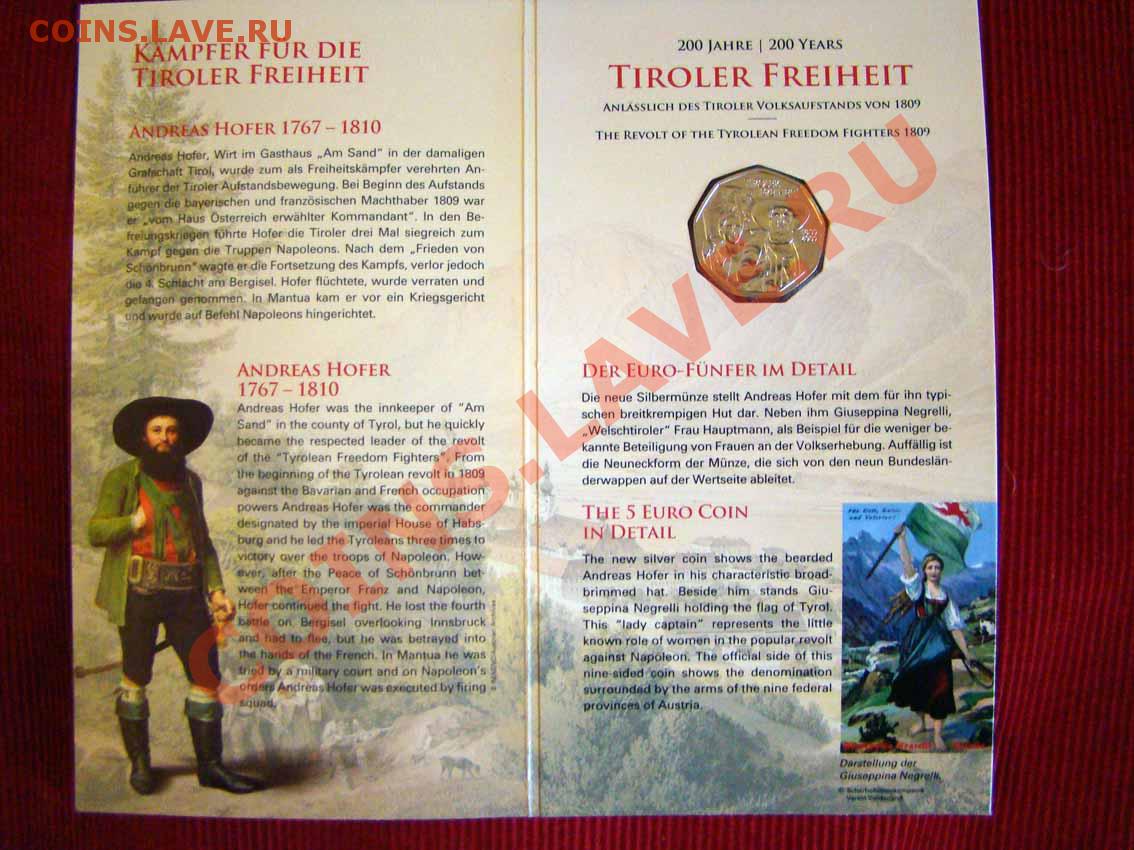 COINS.LAVE.RU
KÄMPFER FÜR DIE
TIROLER FREIHEIT
ANDREAS HOFER 1767 – 1810
Andreas Hofer, Wirt im Gasthaus „Am Sand" in der damaligen
Grafschaft Tirol, wurde zum als Freiheitskämpfer verehrten An-
führer der Tiroler Aufstandsbewegung. Bei Beginn des Aufstands
gegen die bayerischen und französischen Machthaber 1809 war
er „vom Haus Österreich erwählter Kommandant". In den Be-
freiungskriegen führte Hofer die Tiroler drei Mal siegreich zum
Kampf gegen die Truppen Napoleons. Nach dem „Frieden von
Schönbrunn" wagte er die Fortsetzung des Kampfs, verlor jedoch
die 4. Schlacht am Bergisel. Hofer flüchtete, wurde verraten und
gefangen genommen. In Mantua kam er vor ein Kriegsgericht
und wurde auf Befehl Napoleons hingerichtet.
ANDREAS HOFER
1767 – 1810
Andreas Hofer was the innkeeper of "Am
Sand" in the county of Tyrol, but he quickly
became the respected leader of the revolt
of the "Tyrolean Freedom Fighters". From
the beginning of the Tyrolean revolt in 1809
against the Bavarian and French occupation
powers Andreas Hofer was the commander
designated by the imperial House of Habs-
burg and he led the Tyroleans three times to
victory over the troops of Napoleon. How-
ever, after the Peace of Schönbrunn bet-
ween the Emperor Franz and Napoleon,
Hofer continued the fight. He lost the fourth
battle on Bergisel overlooking Innsbruck
and had to flee, but he was betrayed into
the hands of the French. In Mantua he was
tried by a military court and on Napoleon's
orders Andreas Hofer was executed by firing
squad.
200 JAHRE | 200 YEARS
TIROLER FREIHEIT
ANLÄSSLICH DES TIROLER VOLKSAUFSTANDS VON 1809
THE REVOLT OF THE TYROLEAN FREEDOM FIGHTERS 1809
DER EURO-FÜNFER IM DETAIL
Die neue Silbermünze stellt Andreas Hofer mit dem für ihn typi-
schen breitkrempigen Hut dar. Neben ihm Giuseppina Negrelli,
„Welschtiroler" Frau Hauptmann, als Beispiel für die weniger be-
kannte Beteiligung von Frauen an der Volkserhebung. Auffällig ist
die Neuneckform der Münze, die sich von den neun Bundeslän-
derwappen auf der Wertseite ableitet.
THE 5 EURO COIN
IN DETAIL
The new silver coin shows the bearded
Andreas Hofer in his characteristic broad-
brimmed hat. Beside him stands Giu-
seppina Negrelli holding the flag of Tyrol.
This "lady captain" represents the little
known role of women in the popular revolt
against Napoleon. The official side of this
nine-sided coin shows the denomination
surrounded by the arms of the nine federal
provinces of Austria.
Für Gott, Kaiser
und Vaterland!
Darstellung der
Giuseppina Negrelli,
COINS.LAVE.RU